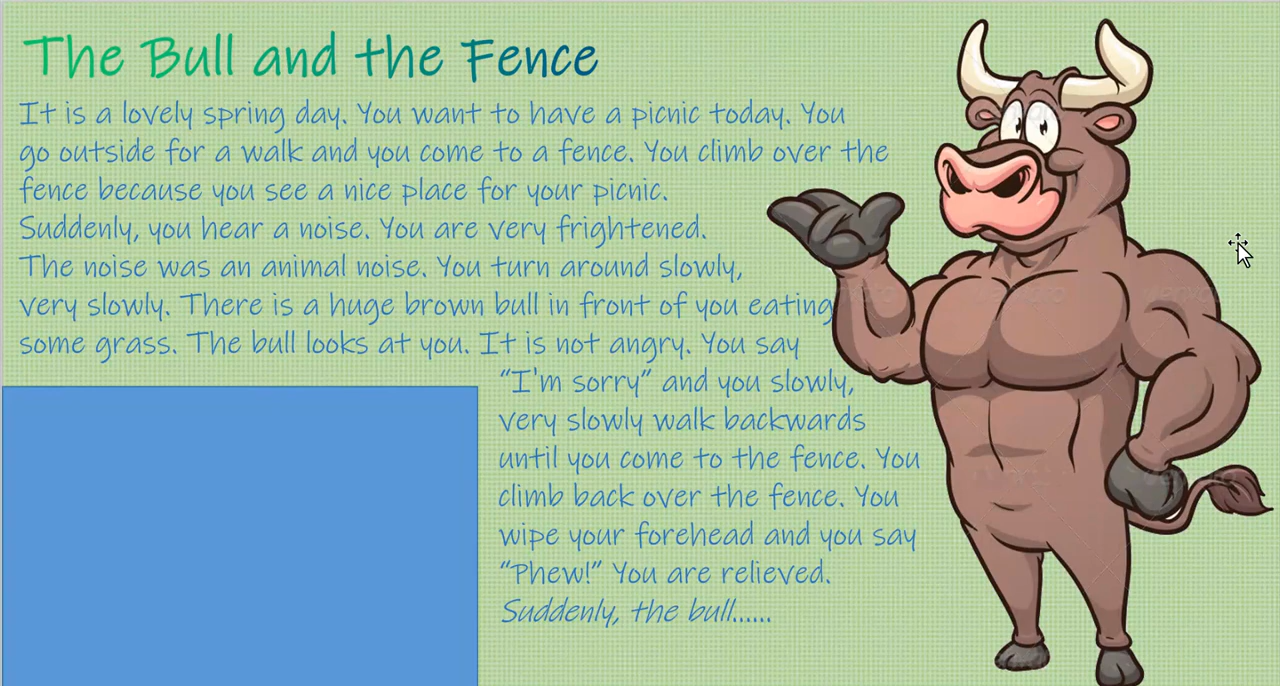 The Bull and the Fence
It is a lovely spring day. You want to have a picnic today. You
go outside for a walk and you come to a fence. You climb over the
fence because you see a nice place for your picnic.
Suddenly, you hear a noise. You are very frightened.
The noise was an animal noise. You turn around slowly,
very slowly. There is a huge brown bull in front of you eating
some grass. The bull looks at you. It is not angry. You say
“I'm sorry” and you slowly,
very slowly walk backwards
until you come to the fence. You
climb back over the fence. You
wipe your forehead and you say
“Phew!” You are relieved.
Suddenly, the bull......